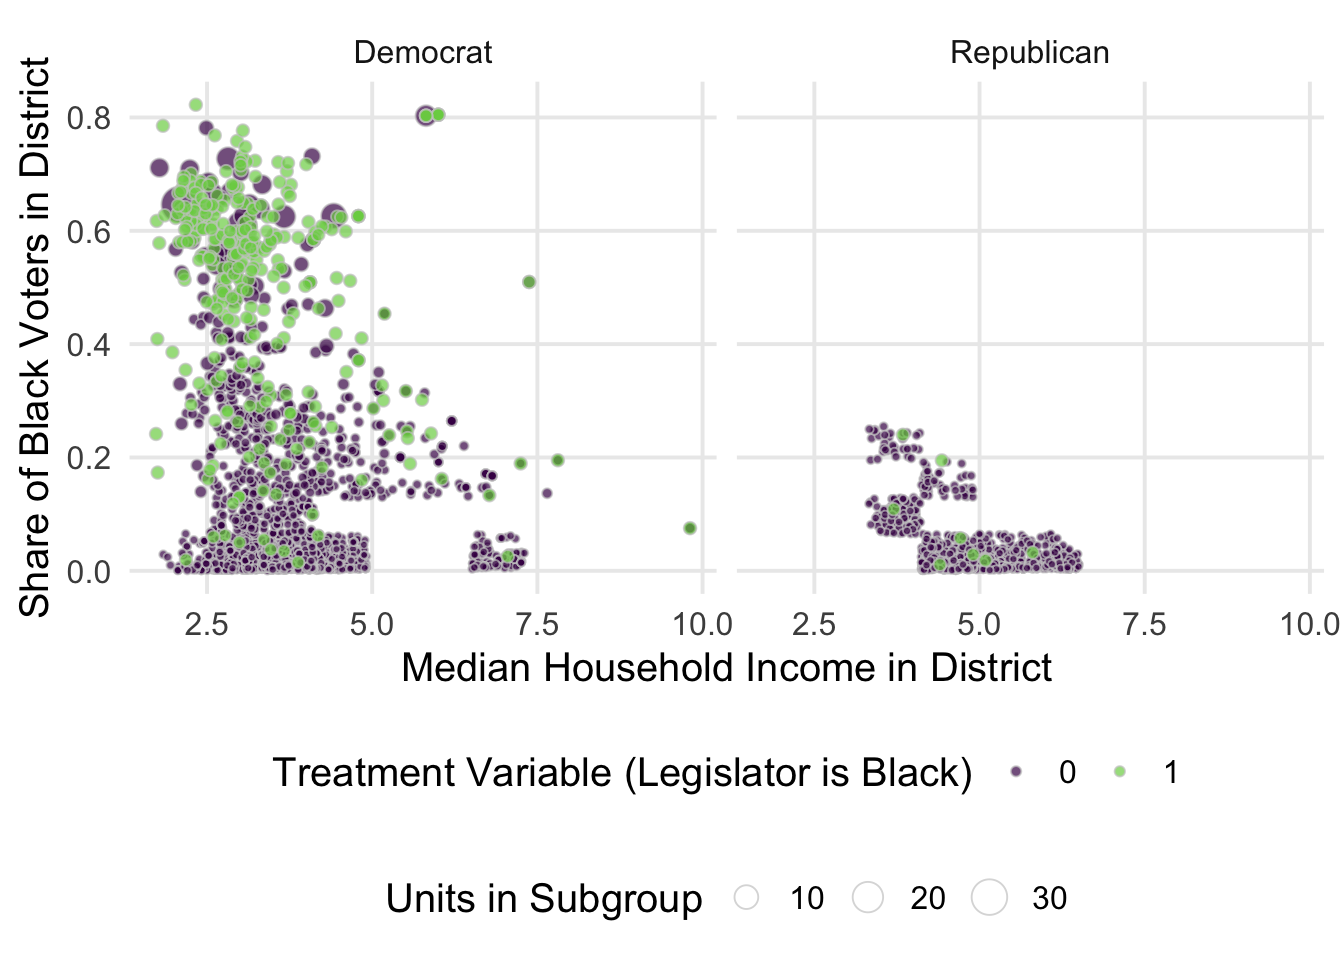 Democrat
Republican
Share of Black Voters in District
0.8
0.6
0.4
0.2
0.0
2.5 5.0 7.5 10.0 2.5 5.0 7.5 10.0
Median Household Income in District
Treatment Variable (Legislator is Black) 0 1
Units in Subgroup 10 20 30